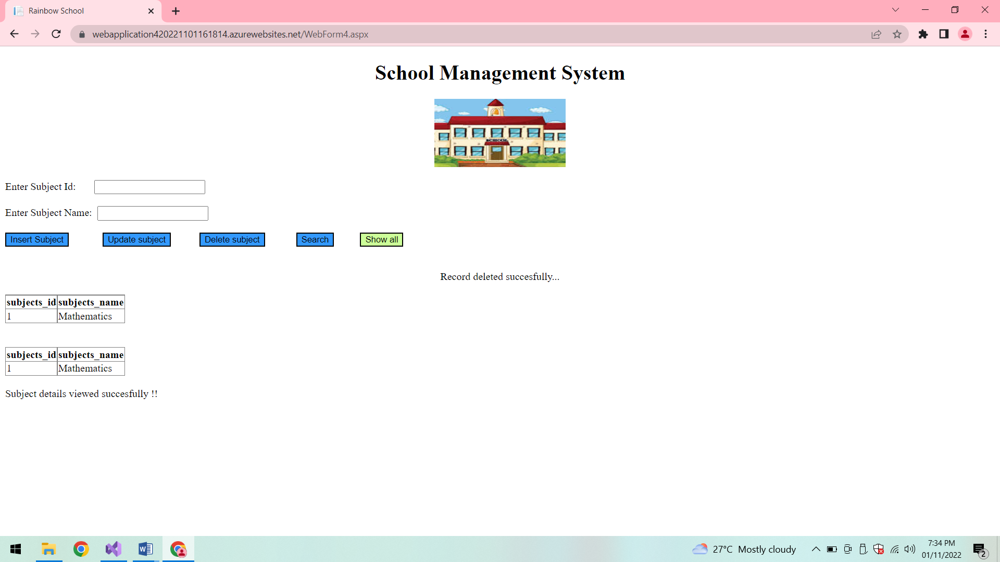 Rainbow School
webapplication420221101161814.azurewebsites.net/WebForm4.aspx
School Management System
SCHOOL
Enter Subject Id:
Enter Subject Name:
Insert Subject Update subject Delete subject Search Show all
Record deleted succesfully...
subjects_id subjects_name
1 Mathematics
subjects_id subjects_name
1 Mathematics
Subject details viewed succesfully !!
27°C Mostly cloudy
7:34 PM
01/11/2022
2